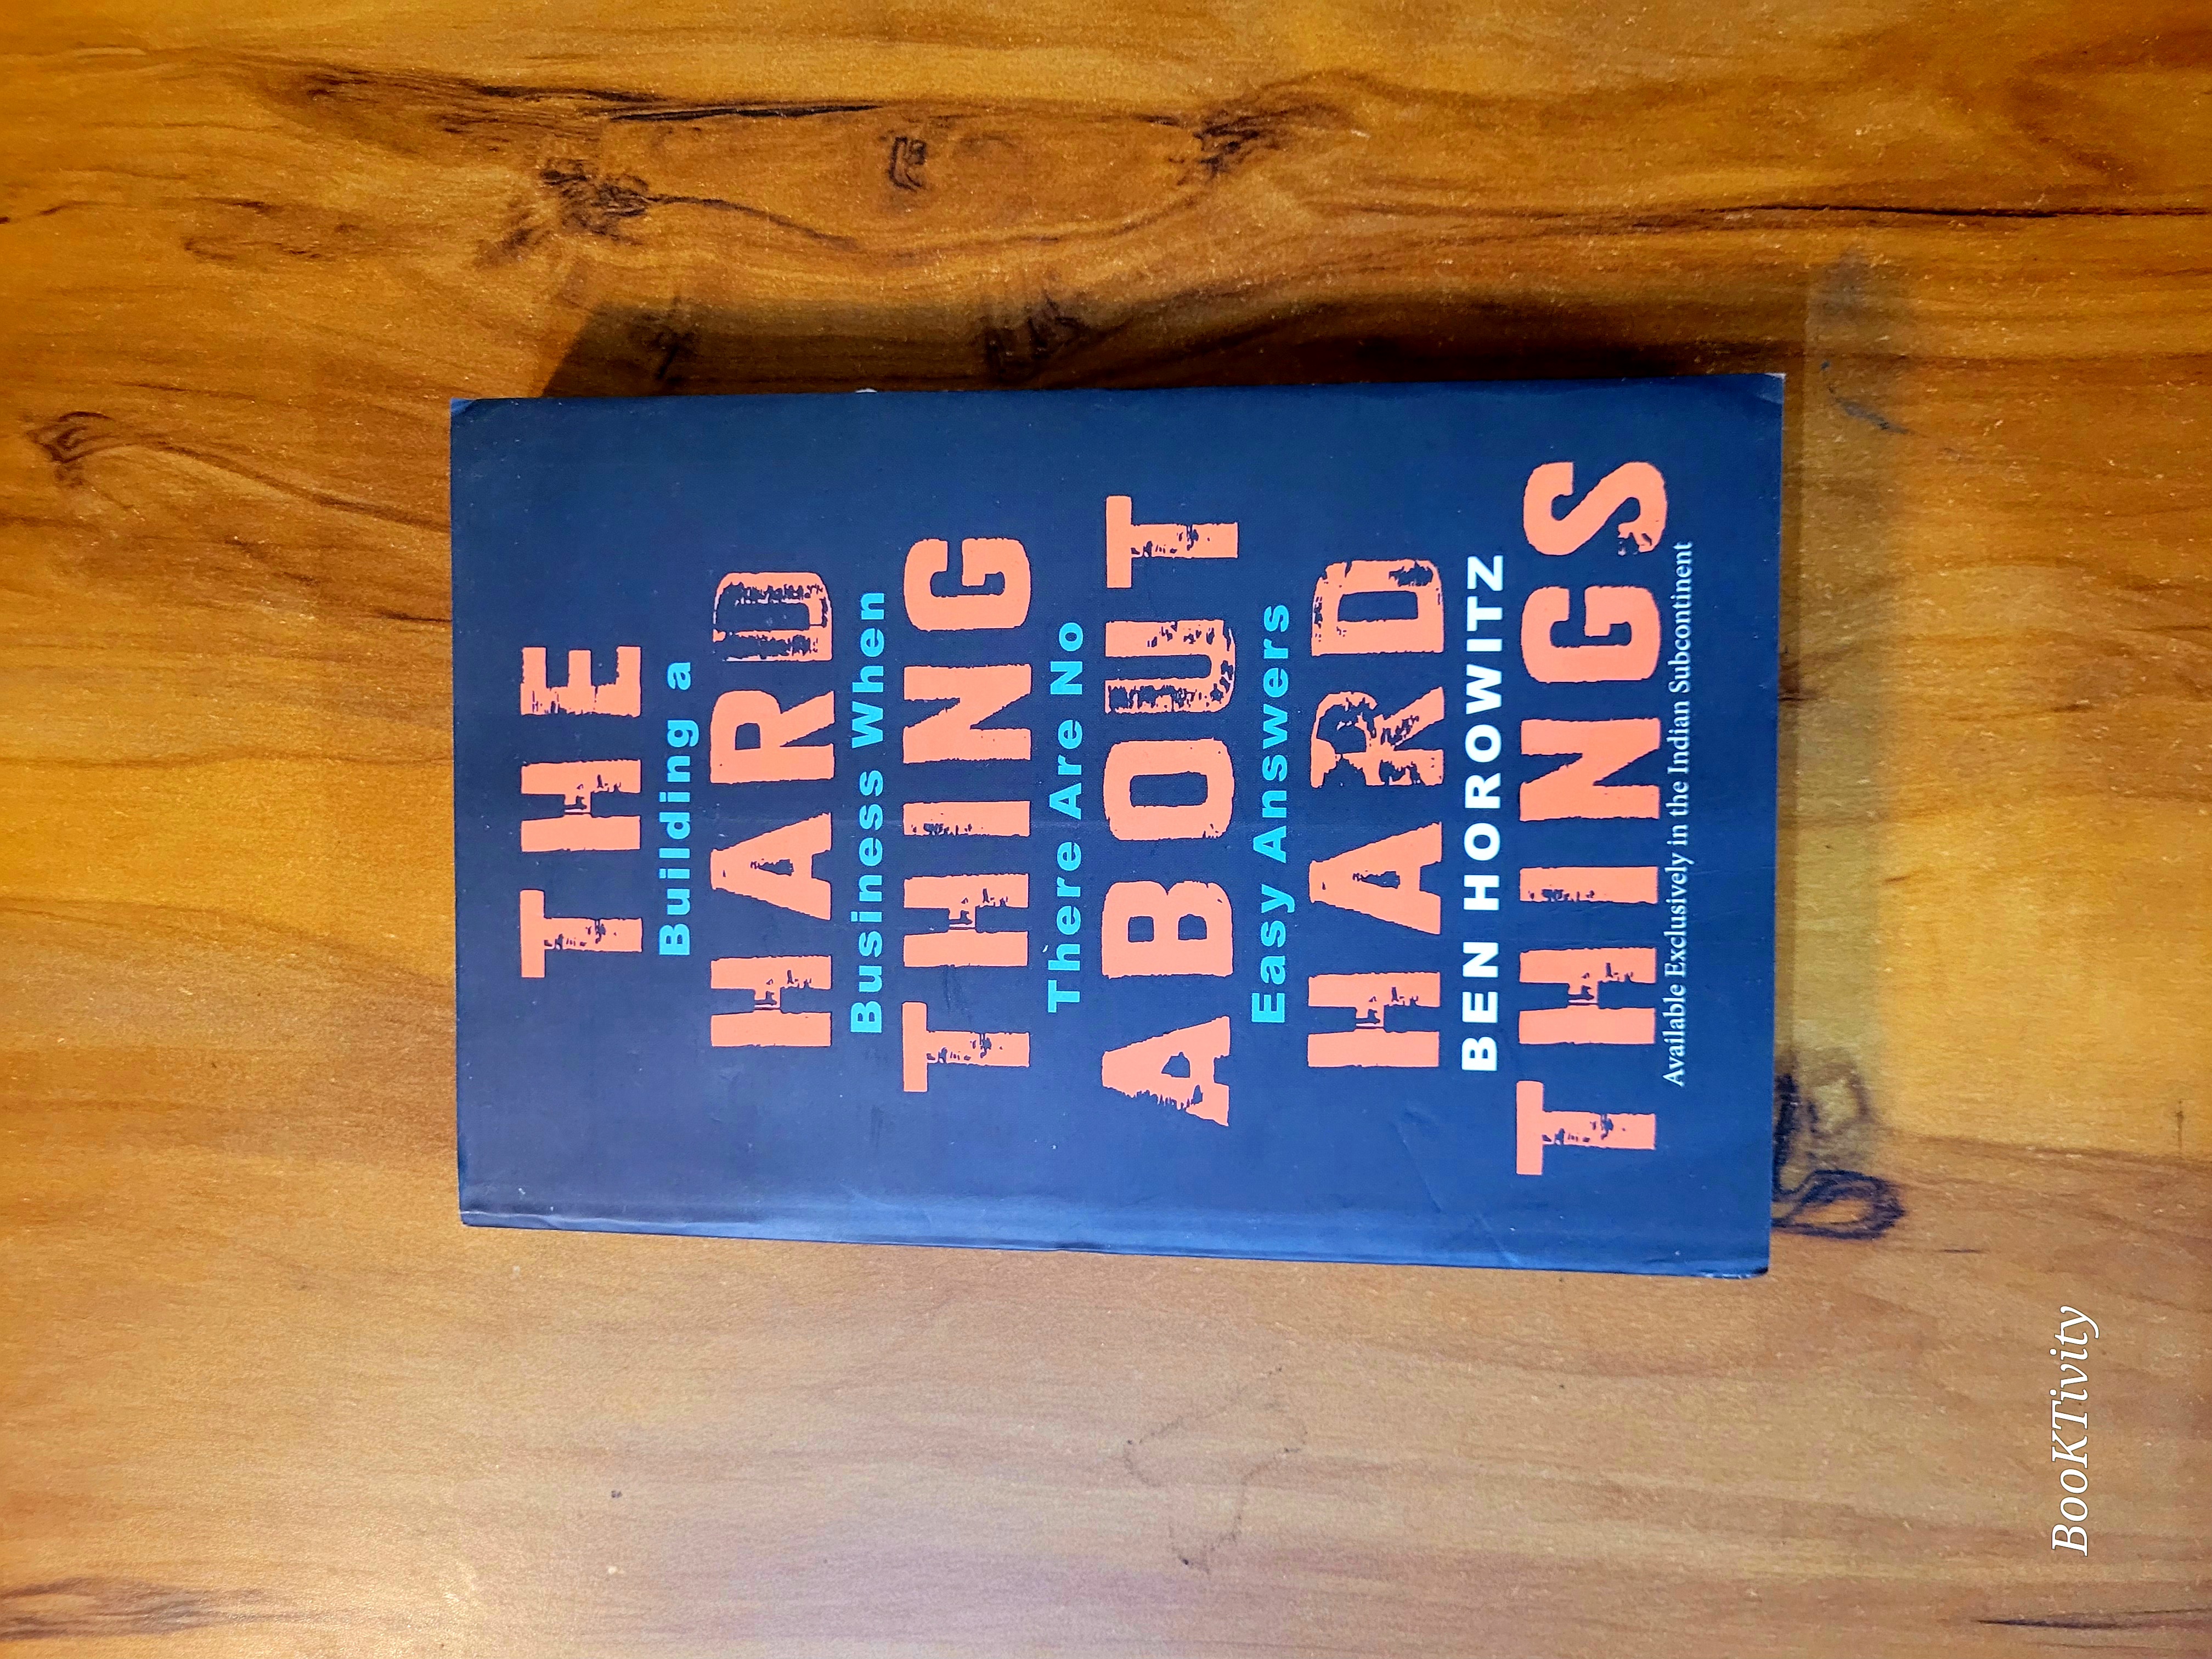 THE
Building a
HARD
Business When
THING
There Are No
ABOUT
Easy Answers
HARD
BEN HOROWITZ
THINGS
Available Exclusively in the Indian Subcontinent
BooKTivity